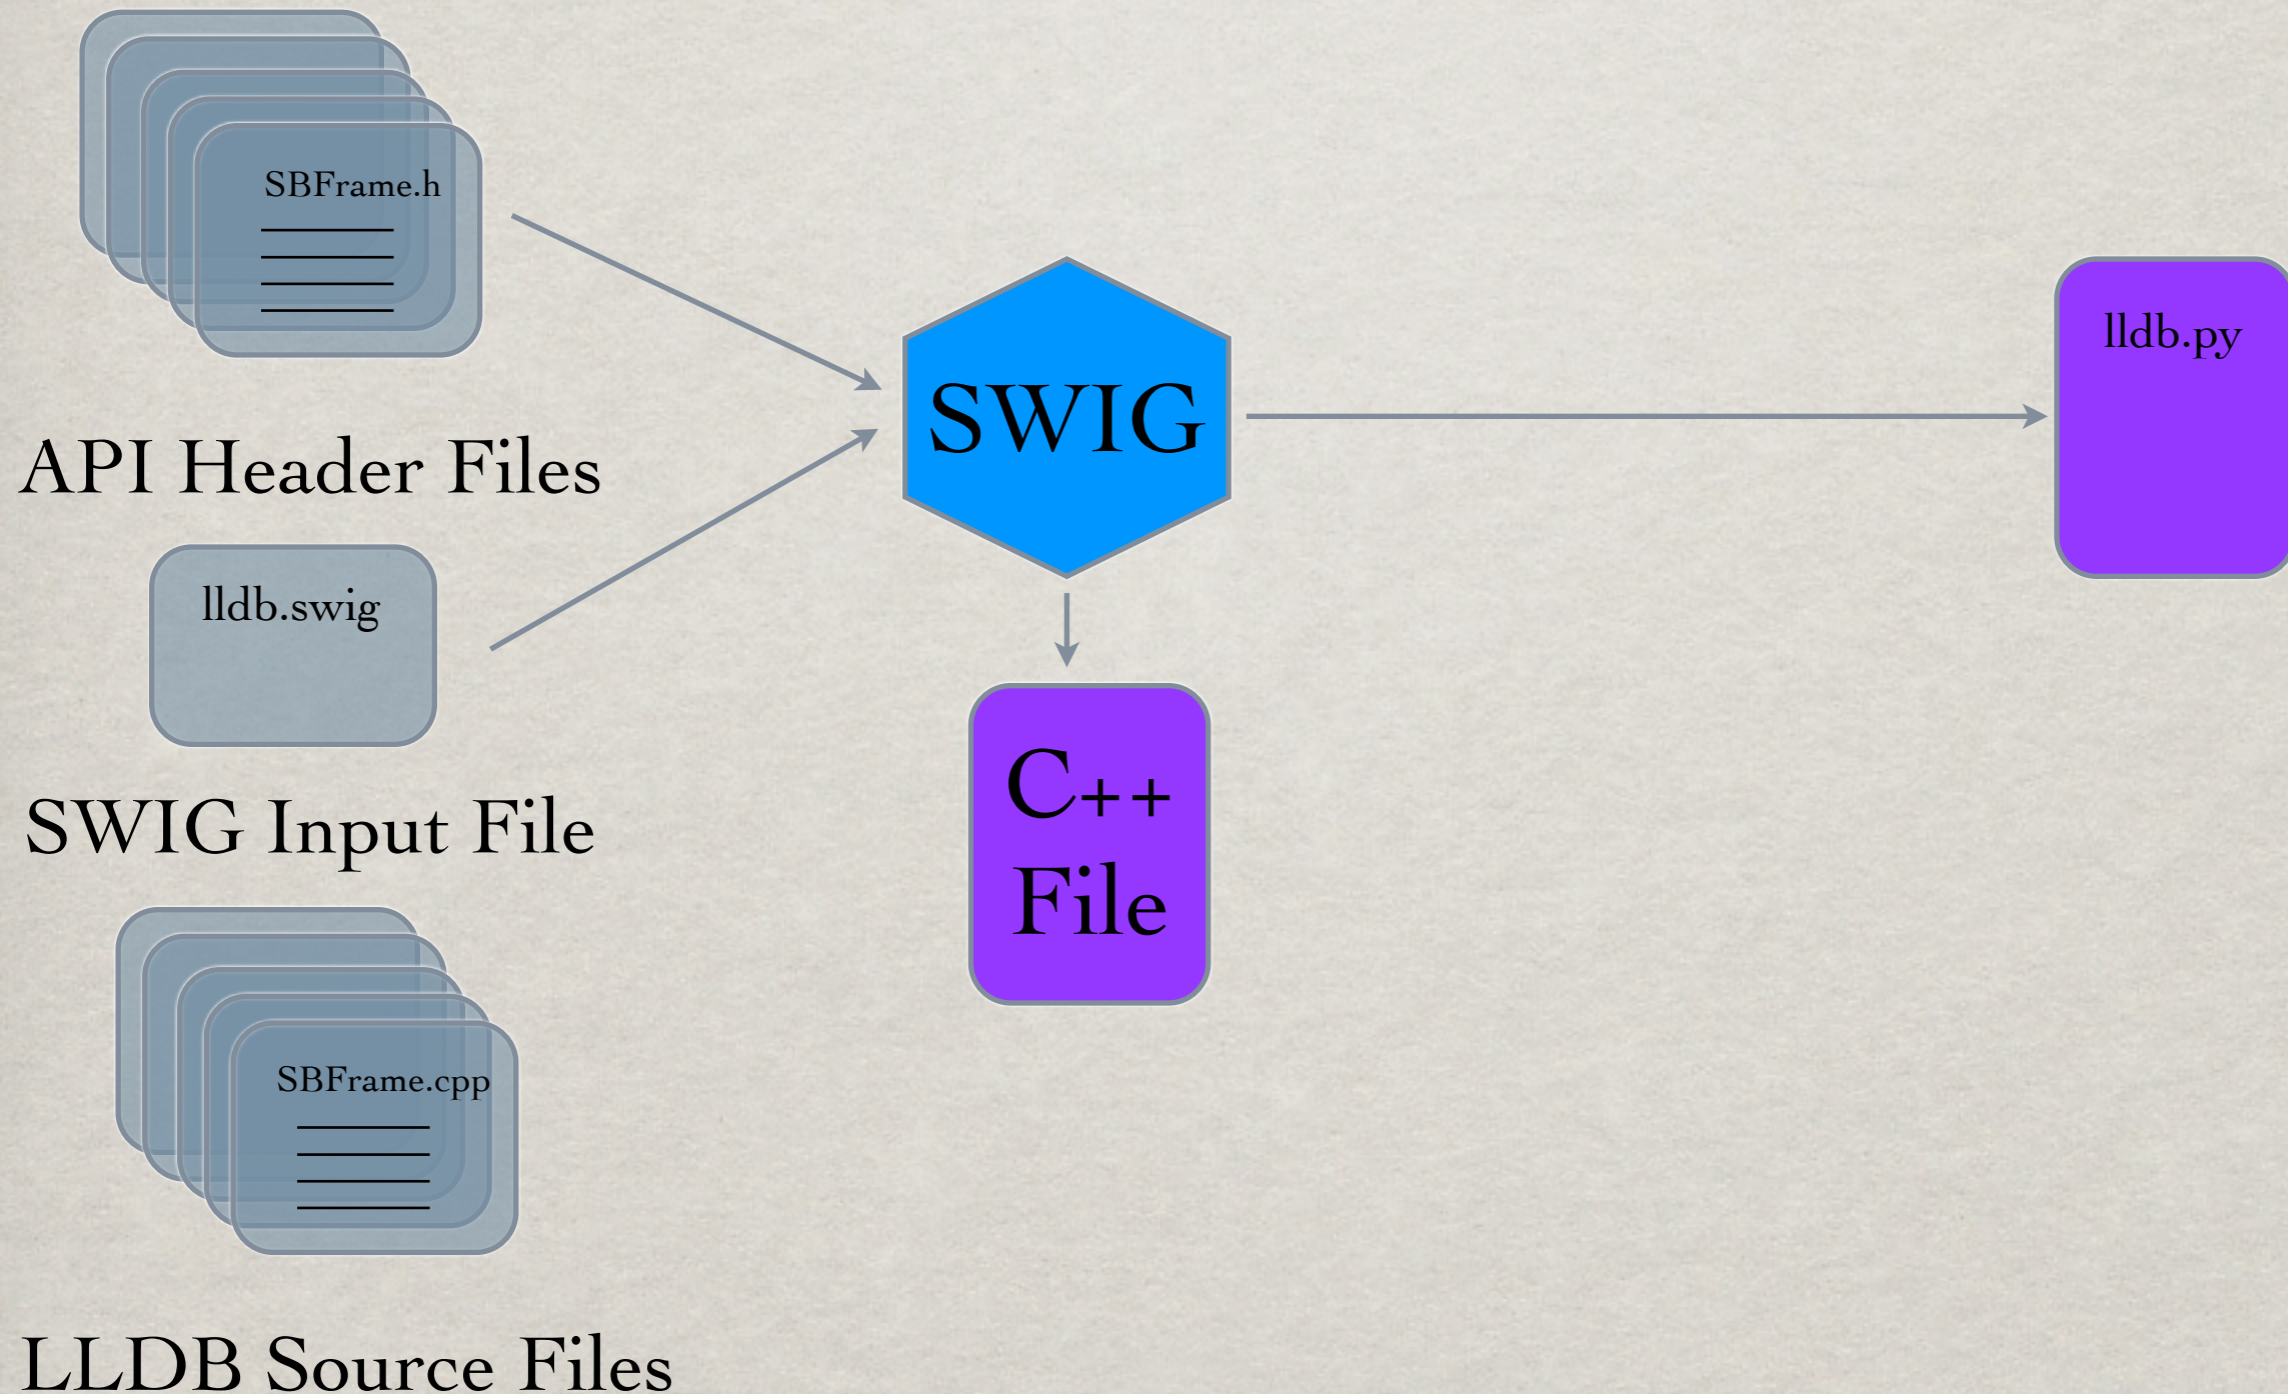 SBFrame.h
API Header Files
lldb.swig
SWIG Input File
SBFrame.cpp
LLDB Source Files
SWIG
C++
File
lldb.py